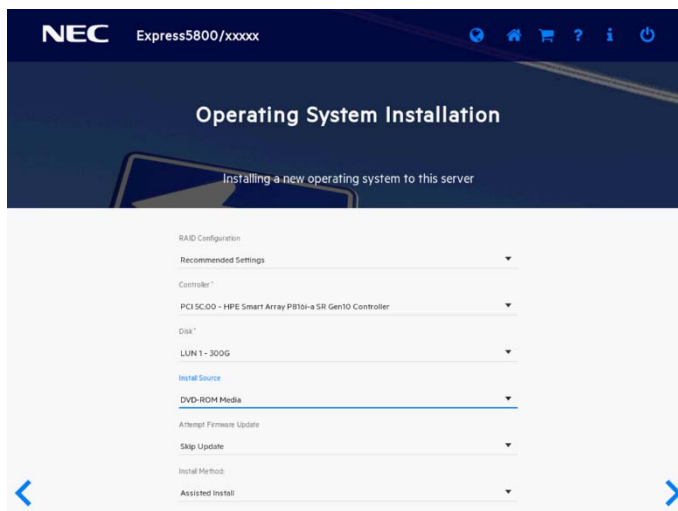 NEC Express5800/xxxxx ? i
Operating System Installation
Installing a new operating system to this server
RAID Configuration
Recommended Settings
Controller*
PCI 5C:00 - HPE Smart Array P816i-a SR Gen10 Controller
Disk*
LUN 1 - 300G
Install Source
DVD-ROM Media
Attempt Firmware Update
Skip Update
Install Method:
Assisted Install